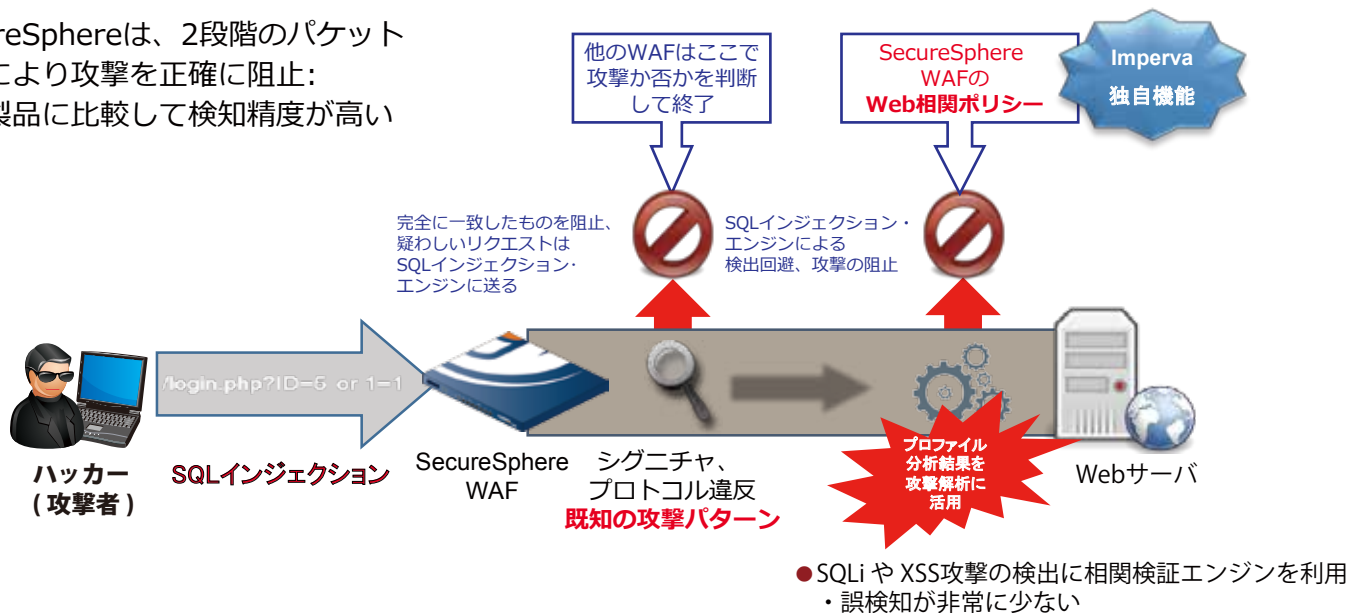 reSphereは、2段階のパケット
により攻撃を正確に阻止:
製品に比較して検知精度が高い
他のWAFはここで
攻撃か否かを判断
して終了
SecureSphere
WAFの
Web相関ポリシー
Imperva
独自機能
完全に一致したものを阻止、
疑わしいリクエストは
SQLインジェクション・
エンジンに送る
SQLインジェクション・
エンジンによる
検出回避、攻撃の阻止
/login.php?ID=5 or 1=1
ハッカー
(攻撃者)
SQLインジェクション
SecureSphere
WAF
シグニチャ、
プロトコル違反
既知の攻撃パターン
プロファイル
分析結果を
攻撃解析に
活用
Webサーバ
●SQLi や XSS攻撃の検出に相関検証エンジンを利用
・誤検知が非常に少ない